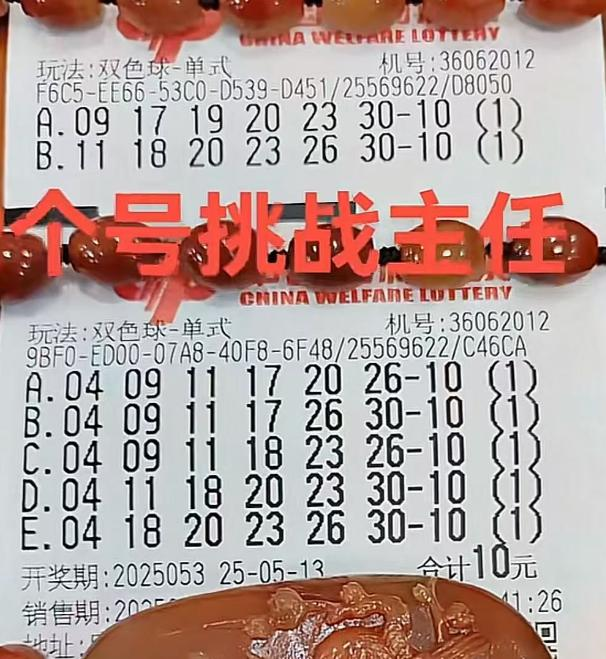 CHINA WELFARE LOTTERY
玩法:双色球-单式 机号:36062012
F6C5-EE66-53C0-D539-D451/25569622/D8050
A.09 17 19 20 23 30-10 (1)
B.11 18 20 23 26 30-10 (1)
个号挑战主任
CHINA WELFARE LOTTERY
玩法:双色球-单式 机号:36062012
9BF0-ED00-07A8-40F8-6F48/25569622/C46CA
A.04 09 11 17 20 26-10 (1)
B.04 09 11 17 26 30-10 (1)
C.04 09 11 18 23 26-10 (1)
D.04 11 18 20 23 30-10 (1)
E.04 18 20 23 26 30-10 (1)
开奖期:2025053 25-05-13 合计10元
销售期:202 41:26
地址: